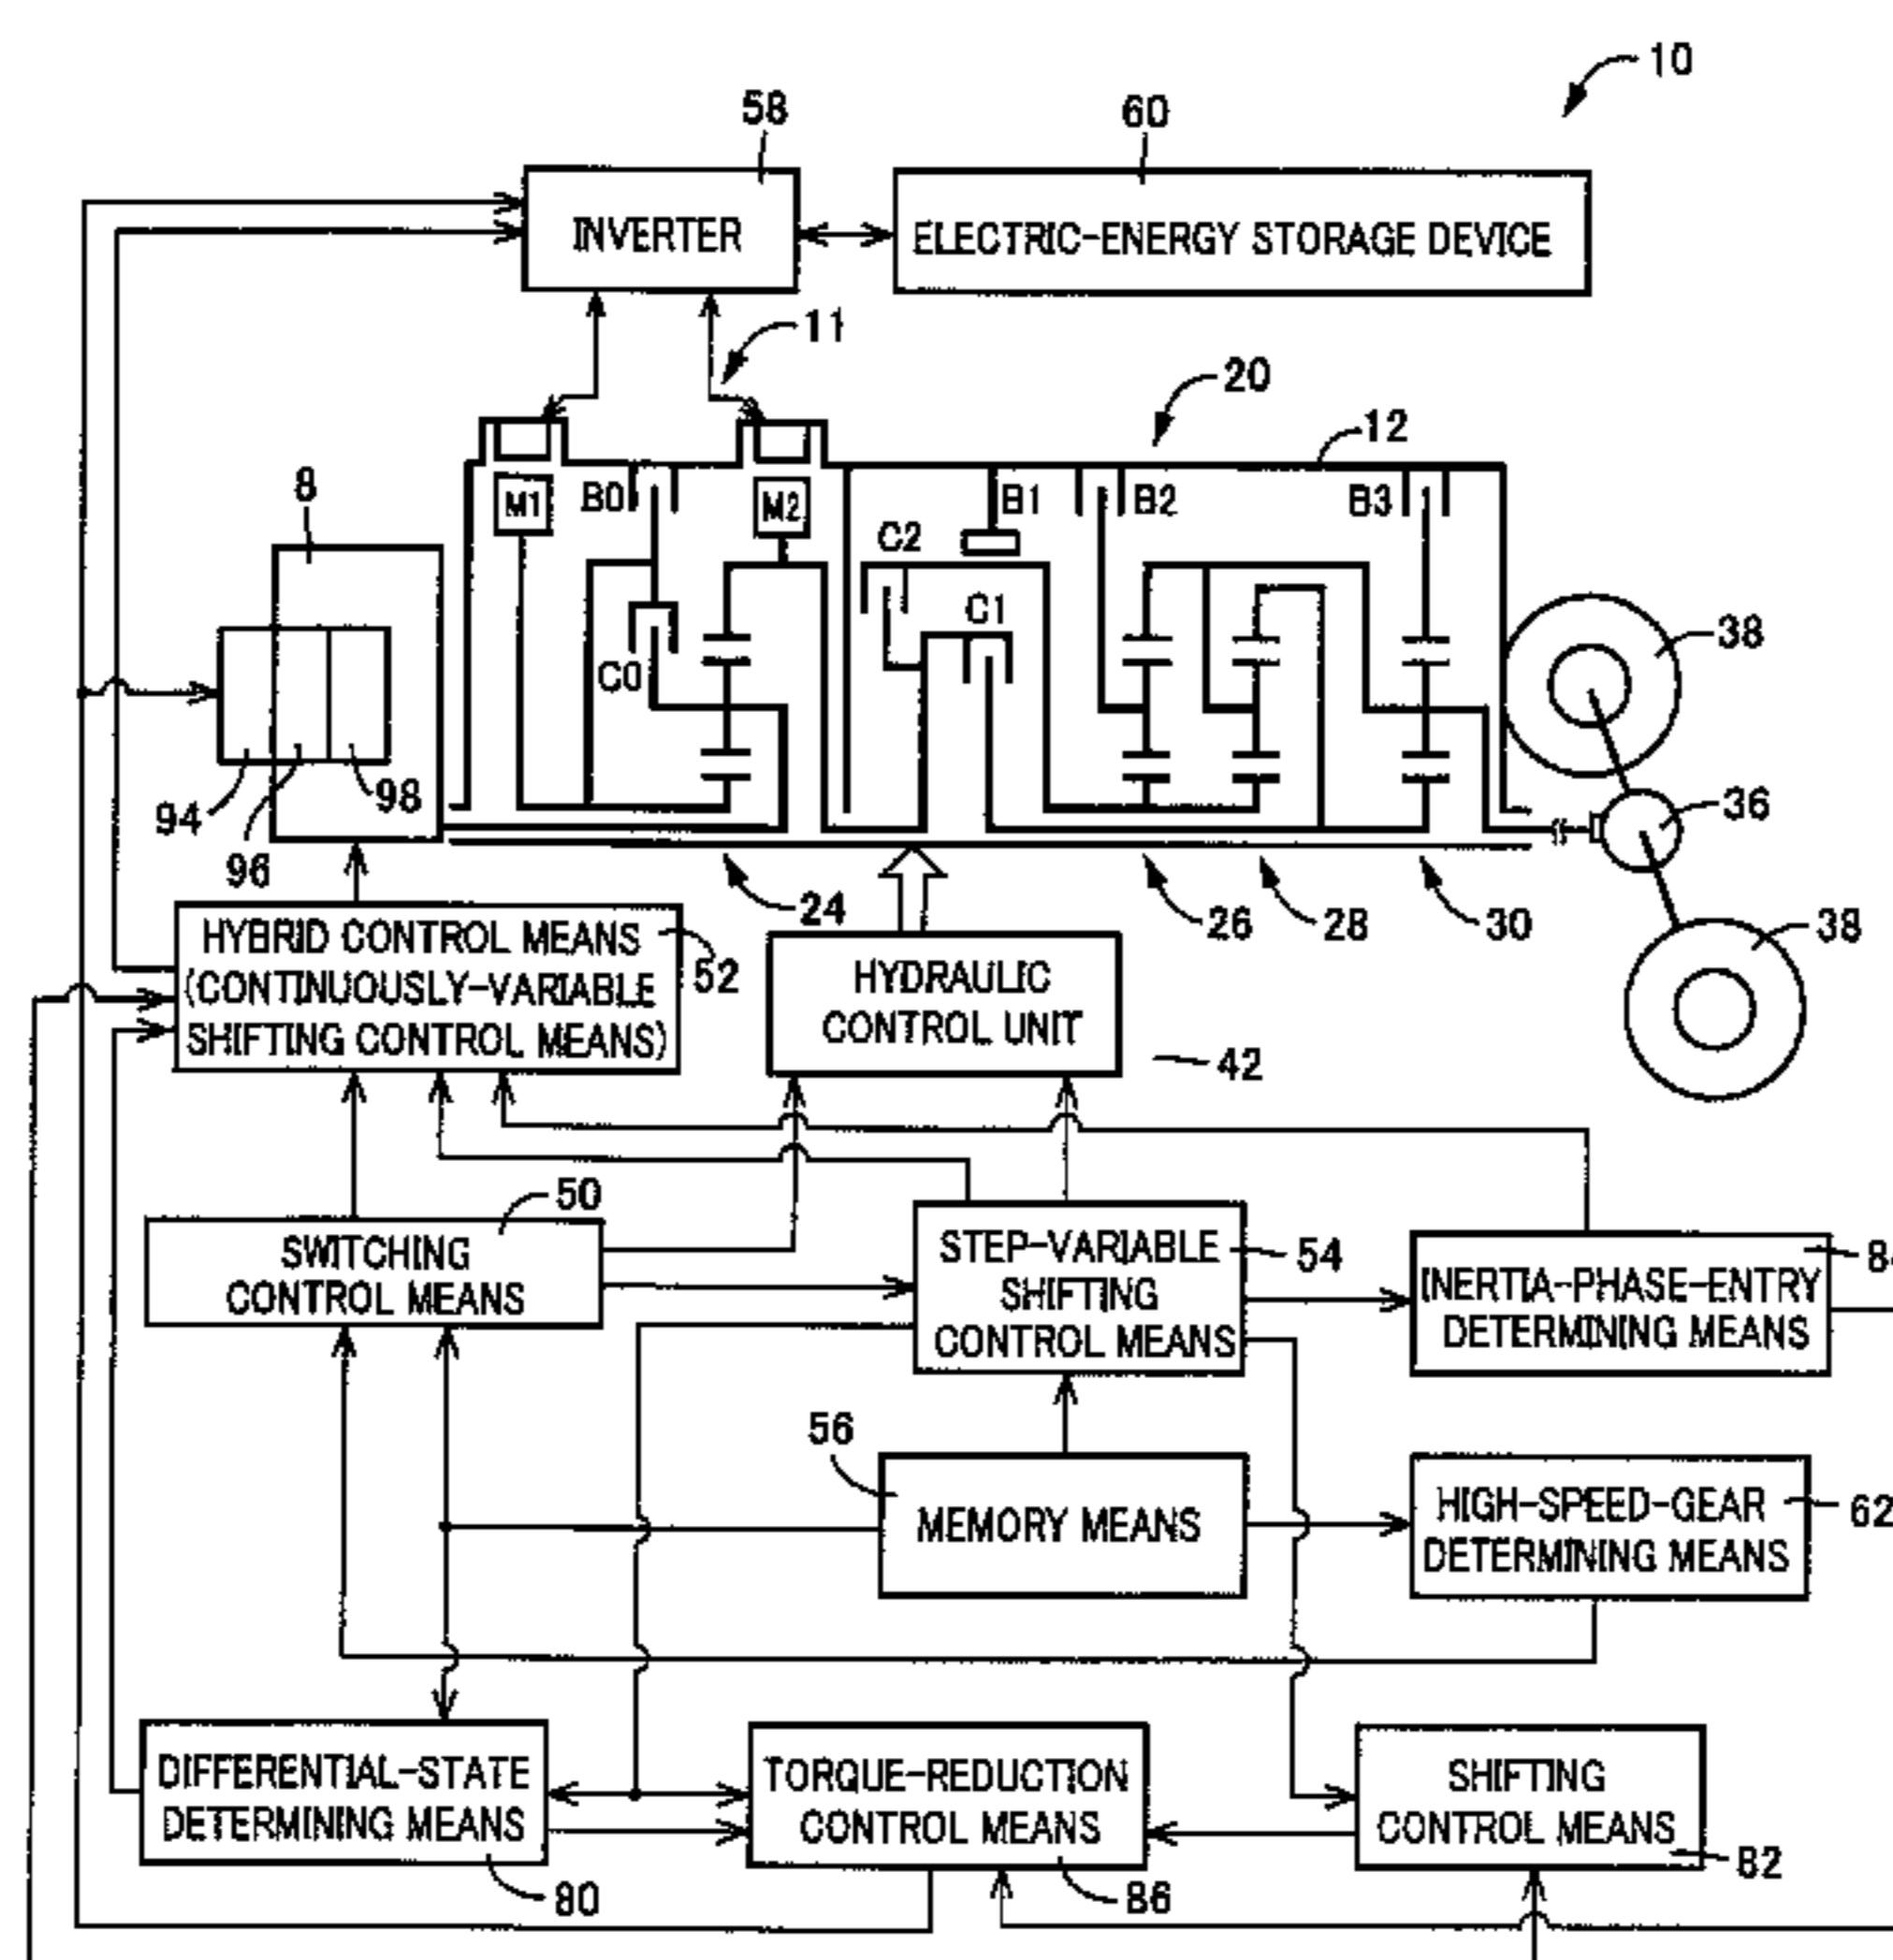 10
58
60
INVERTER
ELECTRIC-ENERGY STORAGE DEVICE
11
20
12
8
M1
B0
M2
B1
B2
B3
C2
C1
C0
38
94
96
98
36
24
26
28
30
38
HYBRID CONTROL MEANS
(CONTINUOUSLY-VARIABLE
SHIFTING CONTROL MEANS)
52
HYDRAULIC
CONTROL UNIT
42
50
SWITCHING
CONTROL MEANS
STEP-VARIABLE
SHIFTING
CONTROL MEANS
54
INERTIA-PHASE-ENTRY
DETERMINING MEANS
56
MEMORY MEANS
HIGH-SPEED-GEAR
DETERMINING MEANS
62
DIFFERENTIAL-STATE
DETERMINING MEANS
80
TORQUE-REDUCTION
CONTROL MEANS
86
SHIFTING
CONTROL MEANS
82